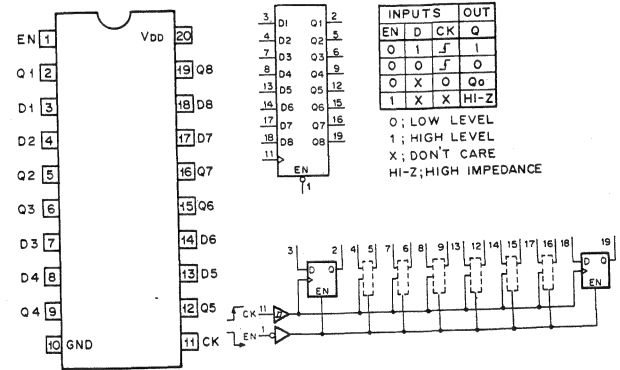 EN 1 VDD 20
Q1 2 19 Q8
D1 3 18 D8
D2 4 17 D7
Q2 5 16 Q7
Q3 6 15 Q6
D3 7 14 D6
D4 8 13 D5
Q4 9 12 Q5
10 GND 11 CK
3 D1 Q1 2
4 D2 Q2 5
7 D3 Q3 6
8 D4 Q4 9
13 D5 Q5 12
14 D6 Q6 15
17 D7 Q7 16
18 D8 Q8 19
11
EN
1
INPUTS OUT
EN D CK Q
0 1 1
0 0 0
0 X 0 Qo
1 X X HI-Z
0; LOW LEVEL
1; HIGH LEVEL
X; DON'T CARE
HI-Z; HIGH IMPEDANCE
3 2 4 5 7 6 8 9 13 12 14 15 17 16 18 19
D Q
EN
D Q
EN
CK 11
EN 1